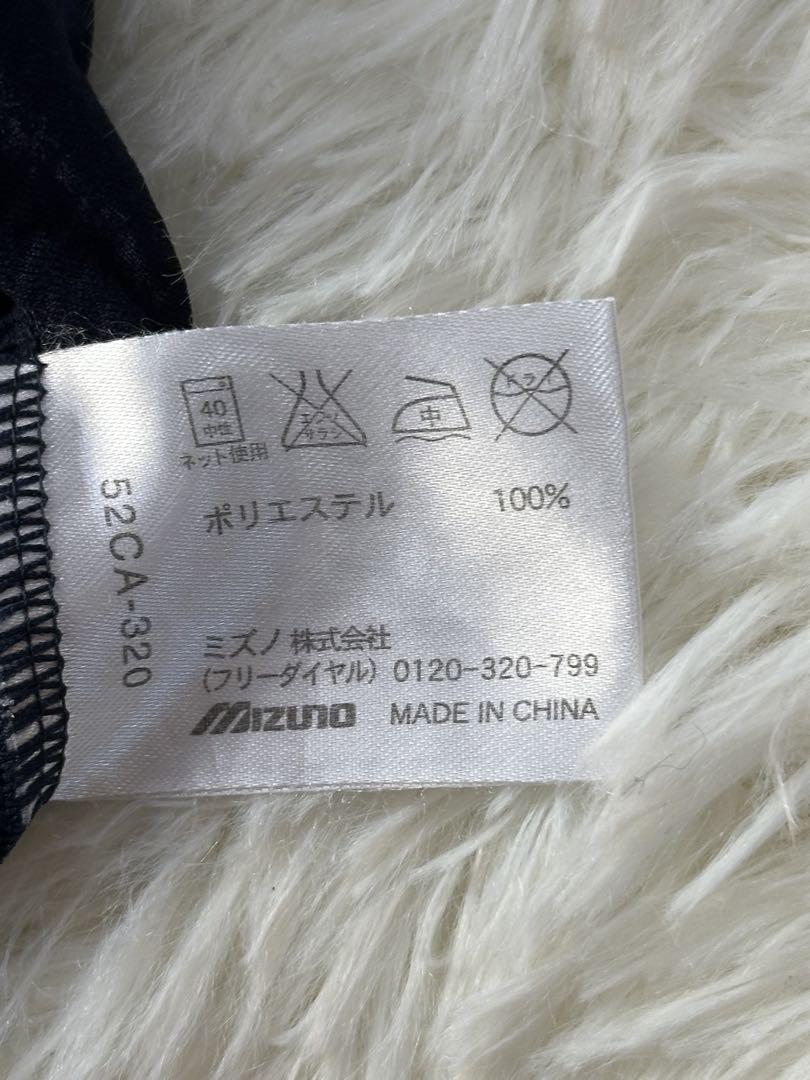 40
中性
ネット使用
エンソ
サラシ
中
ドライ
ポリエステル 100%
52CA-320
ミズノ 株式会社
(フリーダイヤル) 0120-320-799
MIZUNO MADE IN CHINA